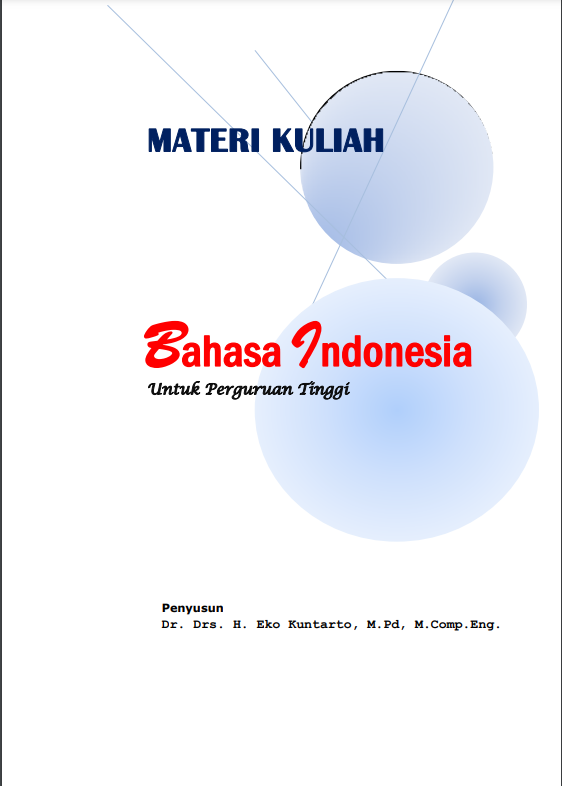 MATERI KULIAH
Bahasa Indonesia
Untuk Perguruan Tinggi
Penyusun
Dr. Drs. H. Eko Kuntarto, M.Pd, M.Comp.Eng.